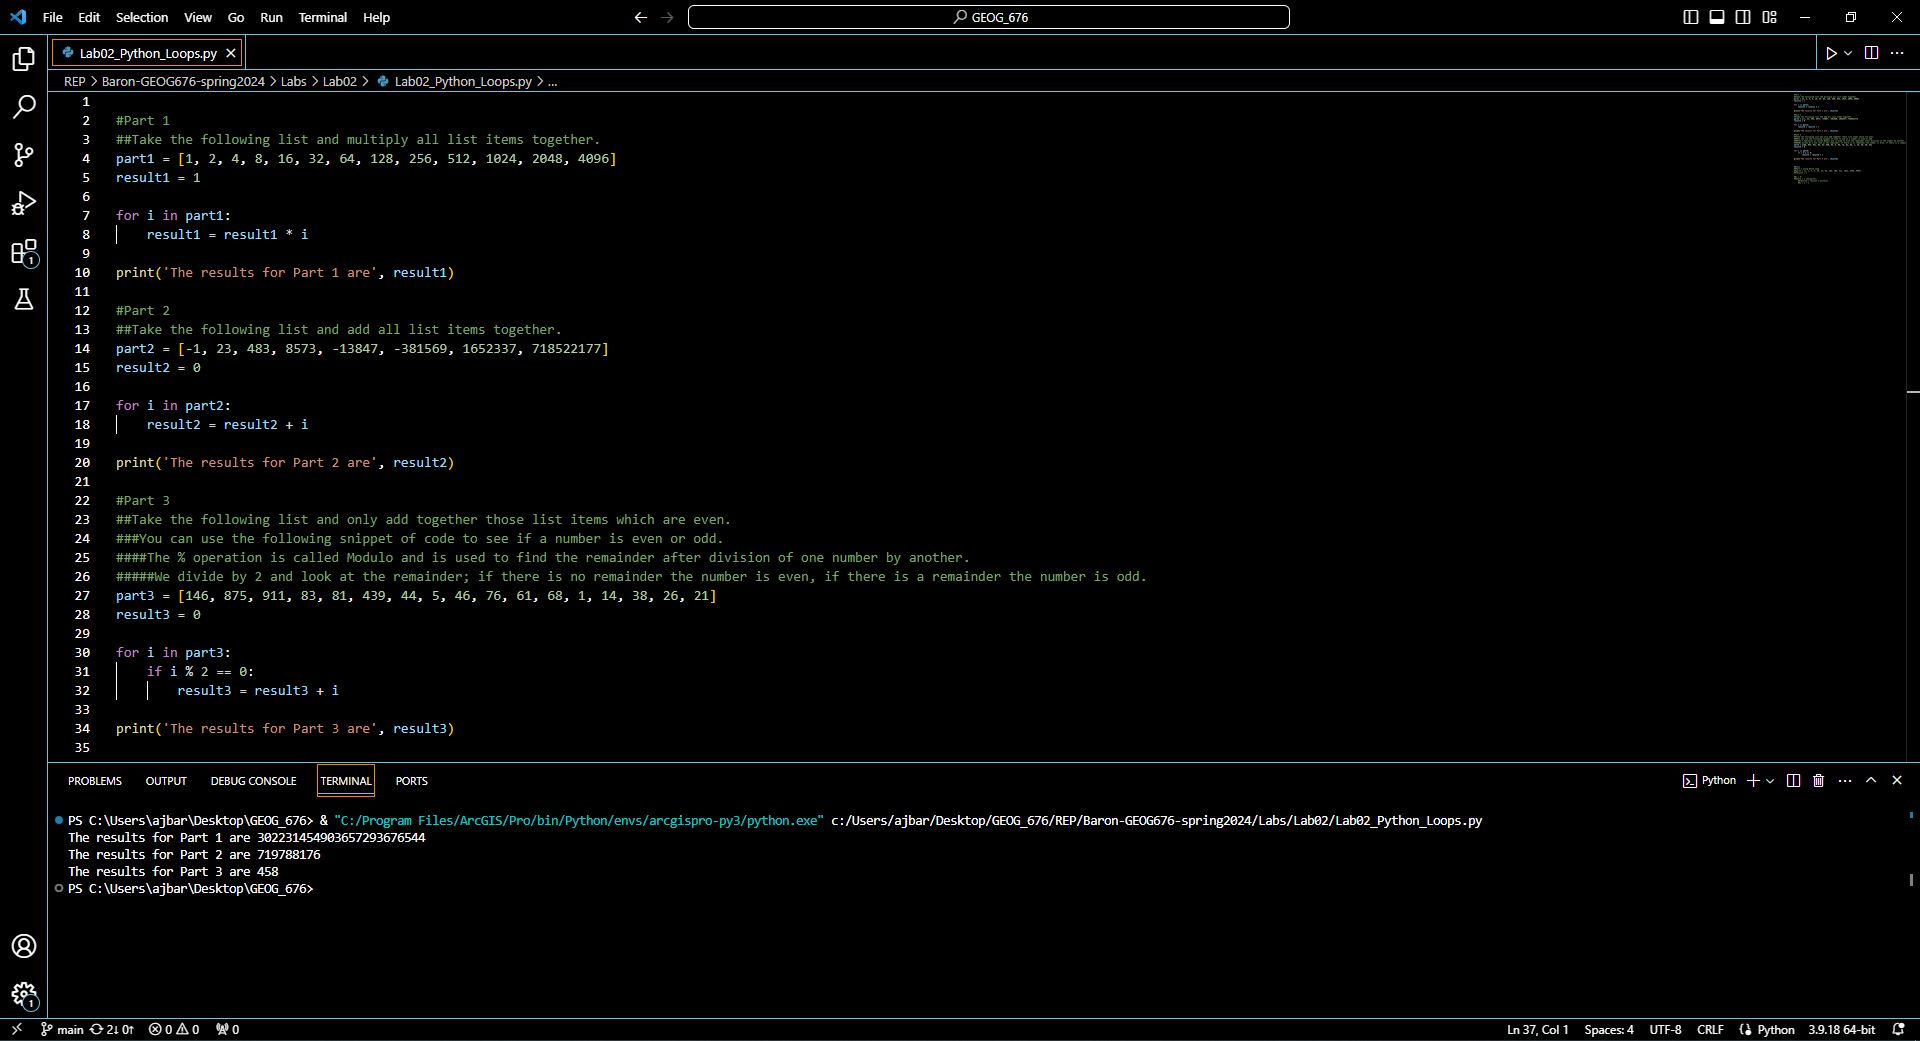 File Edit Selection View Go Run Terminal Help GEOG_676
Lab02_Python_Loops.py
REP > Baron-GEOG676-spring2024 > Labs > Lab02 > Lab02_Python_Loops.py > ...
1
2 #Part 1
3 ##Take the following list and multiply all list items together.
4 part1 = [1, 2, 4, 8, 16, 32, 64, 128, 256, 512, 1024, 2048, 4096]
5 result1 = 1
6
7 for i in part1:
8     result1 = result1 * i
9
10 print('The results for Part 1 are', result1)
11
12 #Part 2
13 ##Take the following list and add all list items together.
14 part2 = [-1, 23, 483, 8573, -13847, -381569, 1652337, 718522177]
15 result2 = 0
16
17 for i in part2:
18     result2 = result2 + i
19
20 print('The results for Part 2 are', result2)
21
22 #Part 3
23 ##Take the following list and only add together those list items which are even.
24 ###You can use the following snippet of code to see if a number is even or odd.
25 ####The % operation is called Modulo and is used to find the remainder after division of one number by another.
26 #####We divide by 2 and look at the remainder; if there is no remainder the number is even, if there is a remainder the number is odd.
27 part3 = [146, 875, 911, 83, 81, 439, 44, 5, 46, 76, 61, 68, 1, 14, 38, 26, 21]
28 result3 = 0
29
30 for i in part3:
31     if i % 2 == 0:
32         result3 = result3 + i
33
34 print('The results for Part 3 are', result3)
35
1
PROBLEMS OUTPUT DEBUG CONSOLE TERMINAL PORTS Python
PS C:\Users\ajbar\Desktop\GEOG_676> & "C:/Program Files/ArcGIS/Pro/bin/Python/envs/arcgispro-py3/python.exe" c:/Users/ajbar/Desktop/GEOG_676/REP/Baron-GEOG676-spring2024/Labs/Lab02/Lab02_Python_Loops.py
The results for Part 1 are 302231454903657293676544
The results for Part 2 are 719788176
The results for Part 3 are 458
PS C:\Users\ajbar\Desktop\GEOG_676>
1
main 2↓ 0↑ 0 0 0 Ln 37, Col 1 Spaces: 4 UTF-8 CRLF Python 3.9.18 64-bit